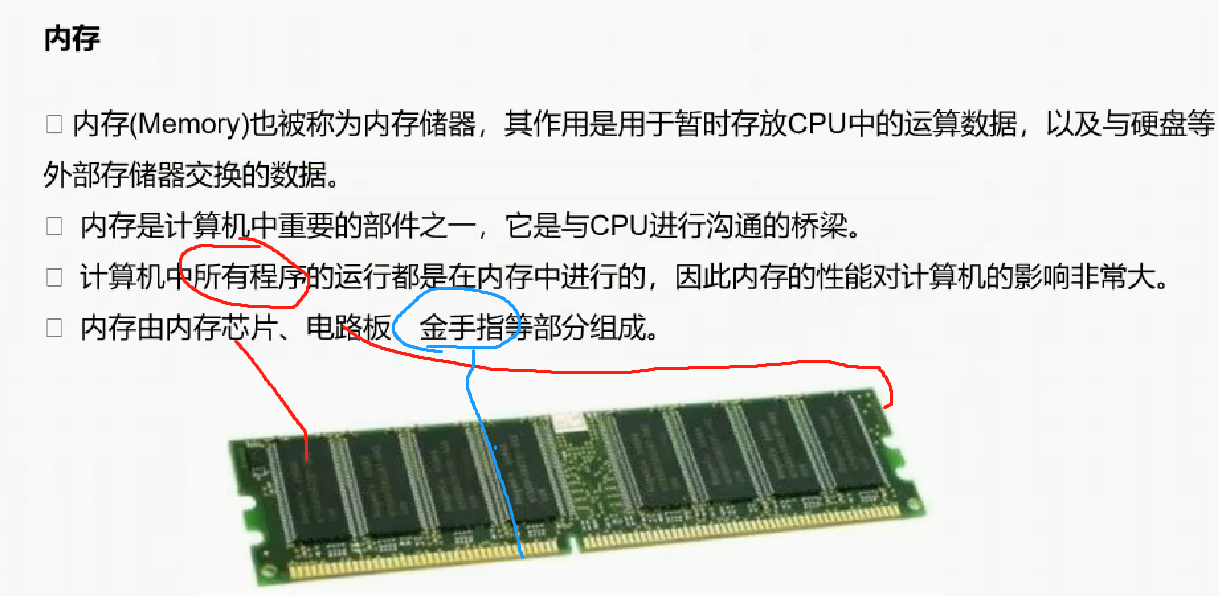 内存
□ 内存(Memory)也被称为内存储器，其作用是用于暂时存放CPU中的运算数据，以及与硬盘等
外部存储器交换的数据。
□ 内存是计算机中重要的部件之一，它是与CPU进行沟通的桥梁。
□ 计算机中所有程序的运行都是在内存中进行的，因此内存的性能对计算机的影响非常大。
□ 内存由内存芯片、电路板、金手指等部分组成。